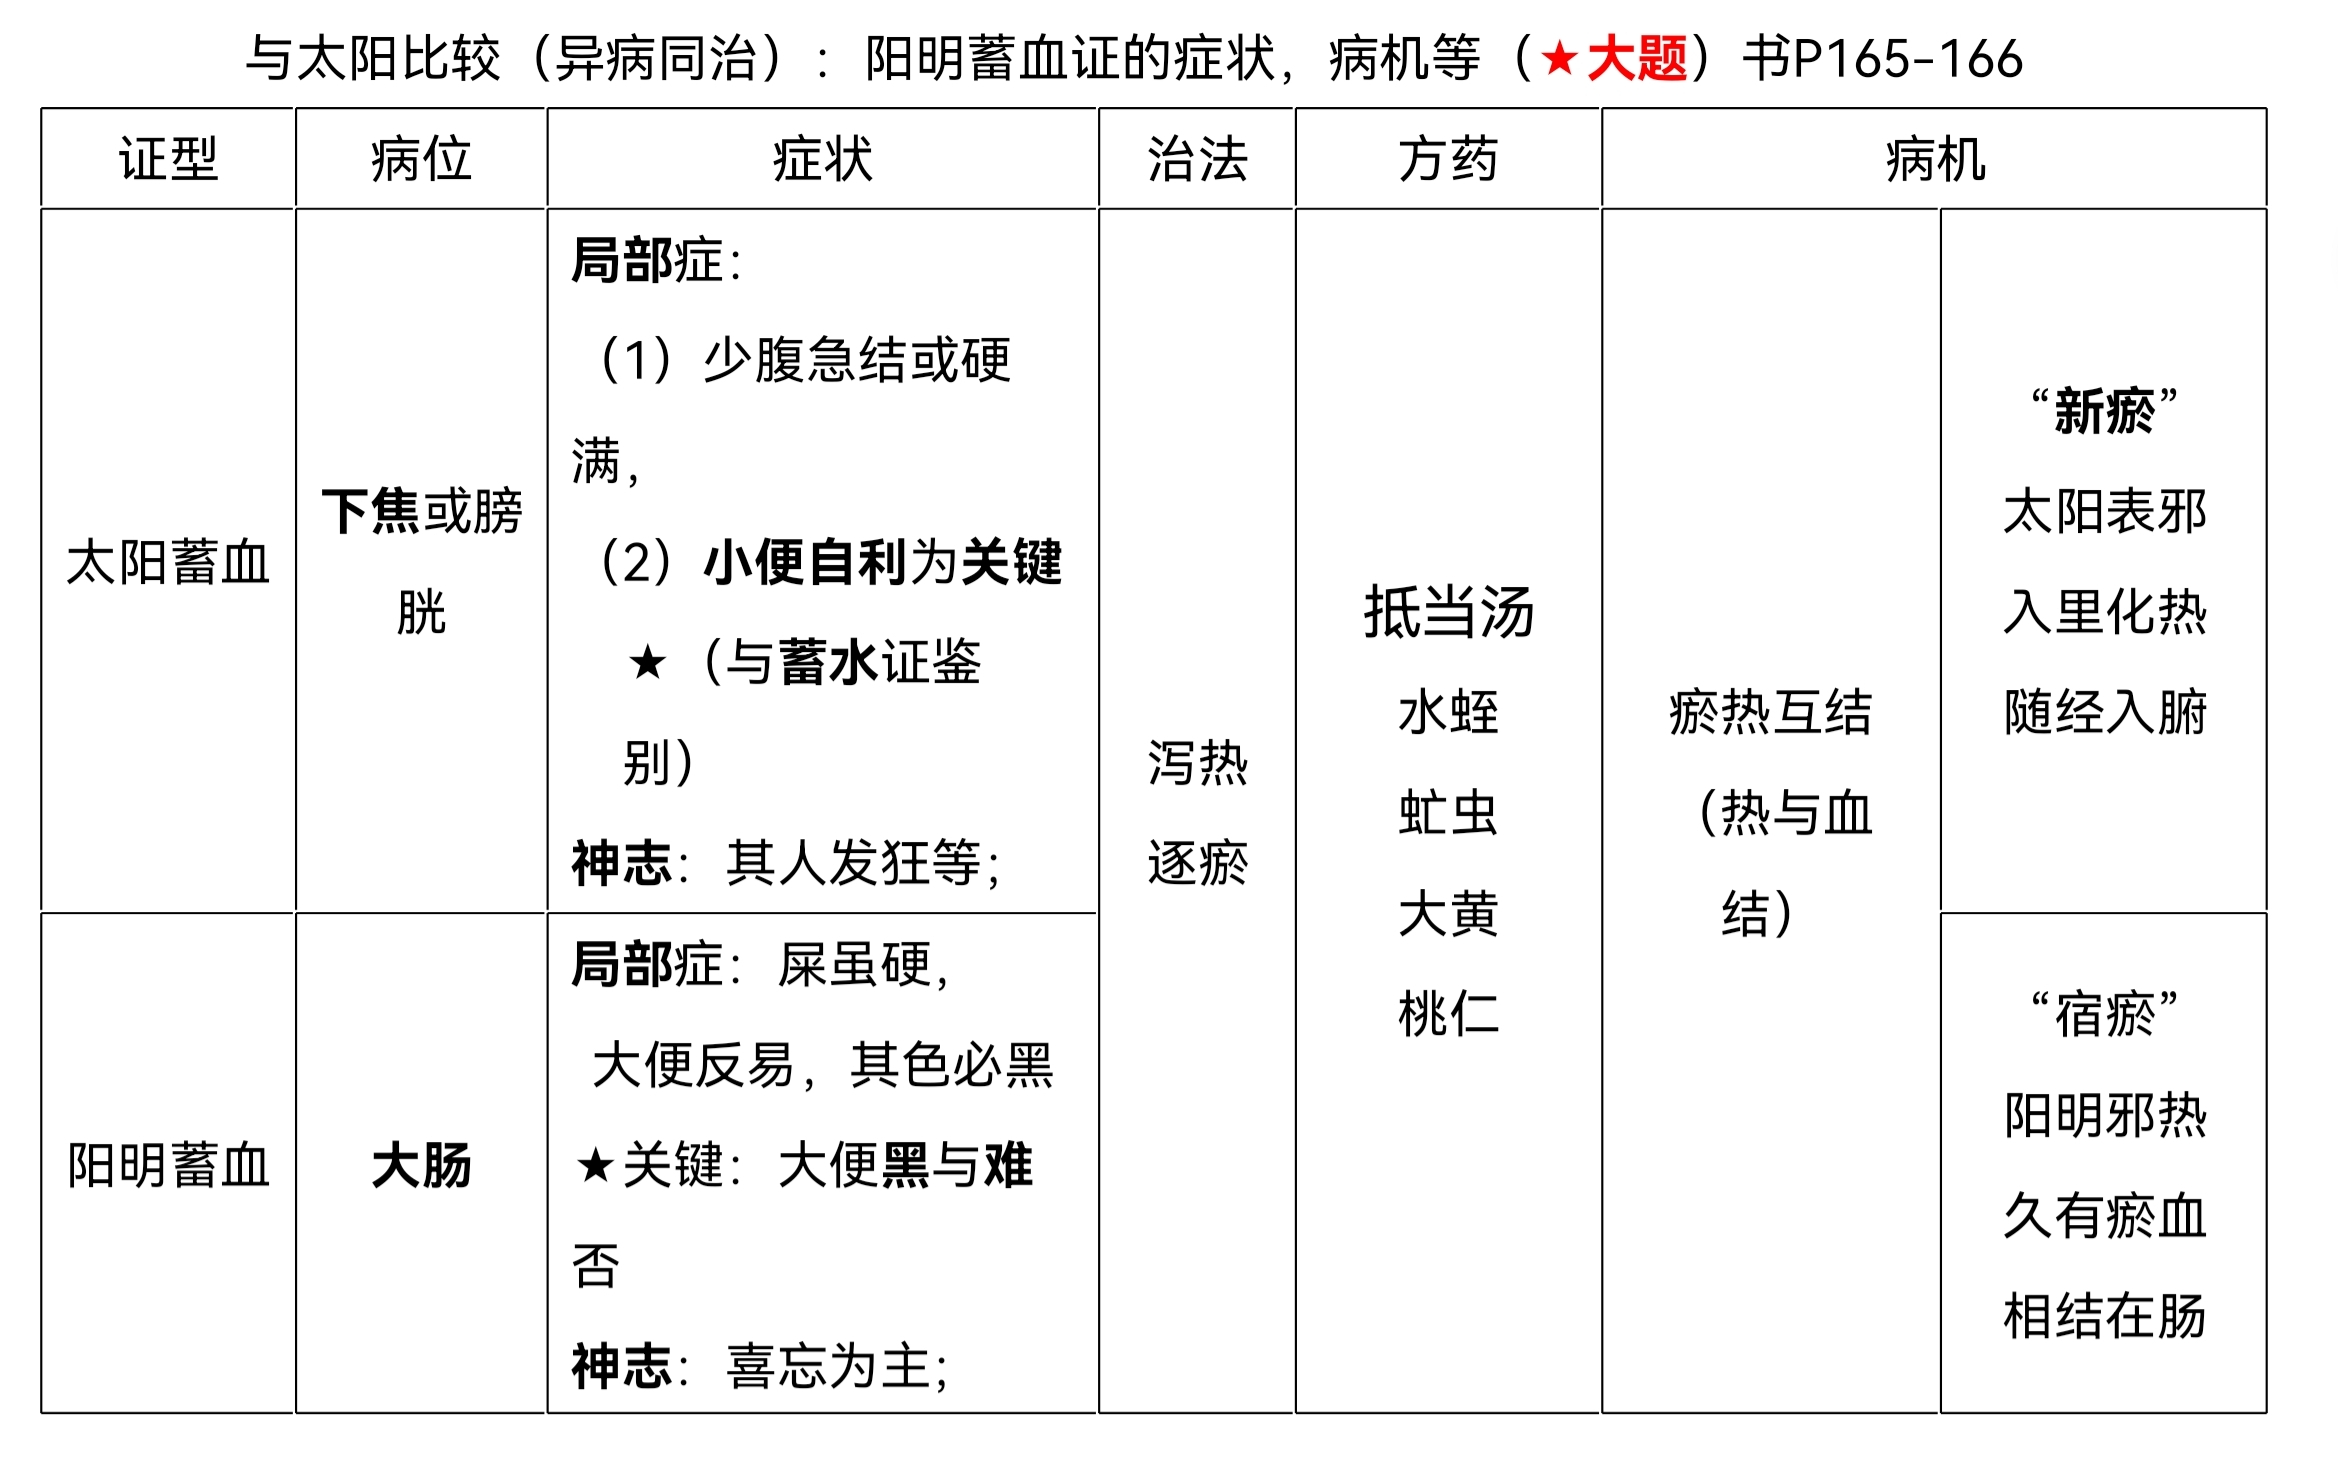 与太阳比较（异病同治）：阳明蓄血证的症状，病机等（★大题）书P165-166
证型
病位
症状
治法
方药
病机
太阳蓄血
下焦或膀
胱
局部症：
（1）少腹急结或硬
满，
（2）小便自利为关键
★（与蓄水证鉴
别）
神志：其人发狂等；
泻热
逐瘀
抵当汤
水蛭
虻虫
大黄
桃仁
瘀热互结
（热与血
结）
“新瘀”
太阳表邪
入里化热
随经入腑
阳明蓄血
大肠
局部症：屎虽硬，
大便反易，其色必黑
★关键：大便黑与难
否
神志：喜忘为主；
“宿瘀”
阳明邪热
久有瘀血
相结在肠